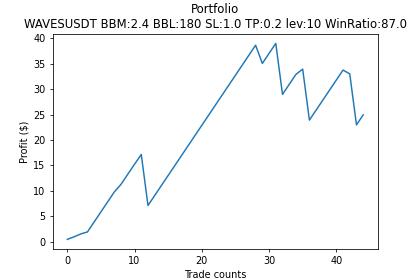 Portfolio
WAVESUSDT BBM:2.4 BBL:180 SL:1.0 TP:0.2 lev:10 WinRatio:87.0
40
35
30
25
20
15
10
5
0
Profit ($)
0 10 20 30 40
Trade counts